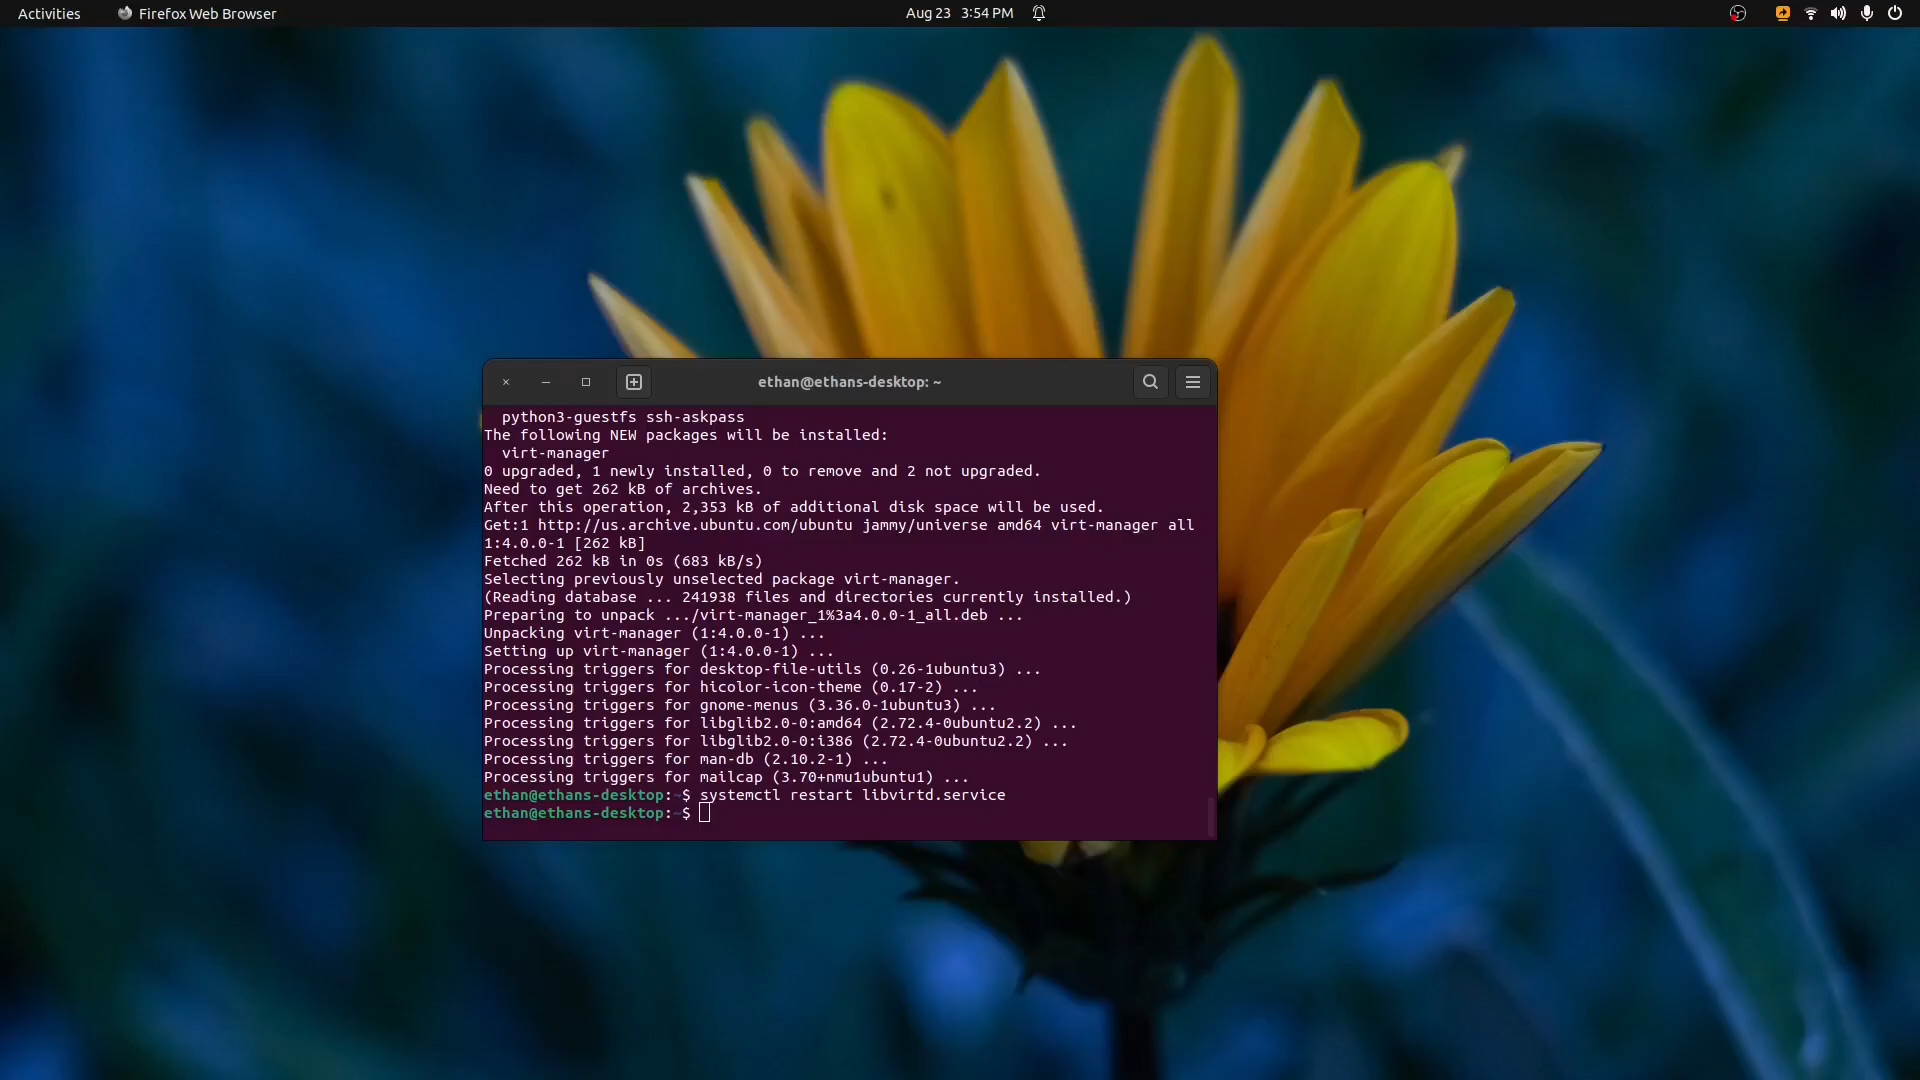 Activities Firefox Web Browser Aug 23 3:54 PM
ethan@ethans-desktop: ~
python3-guestfs ssh-askpass
The following NEW packages will be installed:
virt-manager
0 upgraded, 1 newly installed, 0 to remove and 2 not upgraded.
Need to get 262 kB of archives.
After this operation, 2,353 kB of additional disk space will be used.
Get:1 http://us.archive.ubuntu.com/ubuntu jammy/universe amd64 virt-manager all
1:4.0.0-1 [262 kB]
Fetched 262 kB in 0s (683 kB/s)
Selecting previously unselected package virt-manager.
(Reading database ... 241938 files and directories currently installed.)
Preparing to unpack .../virt-manager_1%3a4.0.0-1_all.deb ...
Unpacking virt-manager (1:4.0.0-1) ...
Setting up virt-manager (1:4.0.0-1) ...
Processing triggers for desktop-file-utils (0.26-1ubuntu3) ...
Processing triggers for hicolor-icon-theme (0.17-2) ...
Processing triggers for gnome-menus (3.36.0-1ubuntu3) ...
Processing triggers for libglib2.0-0:amd64 (2.72.4-0ubuntu2.2) ...
Processing triggers for libglib2.0-0:i386 (2.72.4-0ubuntu2.2) ...
Processing triggers for man-db (2.10.2-1) ...
Processing triggers for mailcap (3.70+nmu1ubuntu1) ...
ethan@ethans-desktop:~$ systemctl restart libvirtd.service
ethan@ethans-desktop:~$